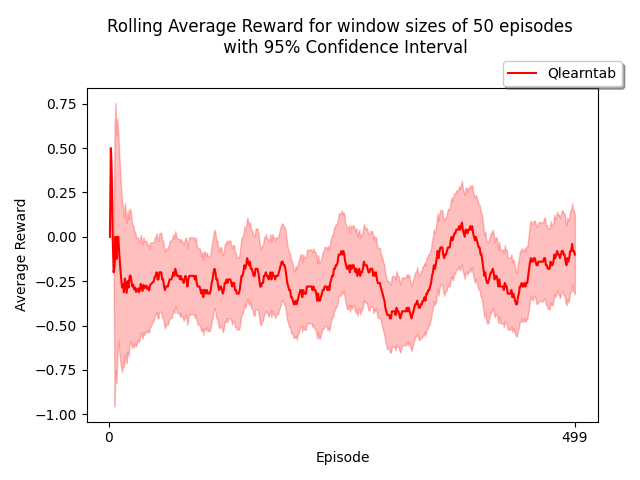 Rolling Average Reward for window sizes of 50 episodes
with 95% Confidence Interval
Qlearntab
0.75
0.50
0.25
0.00
−0.25
−0.50
−0.75
−1.00
Average Reward
0
499
Episode